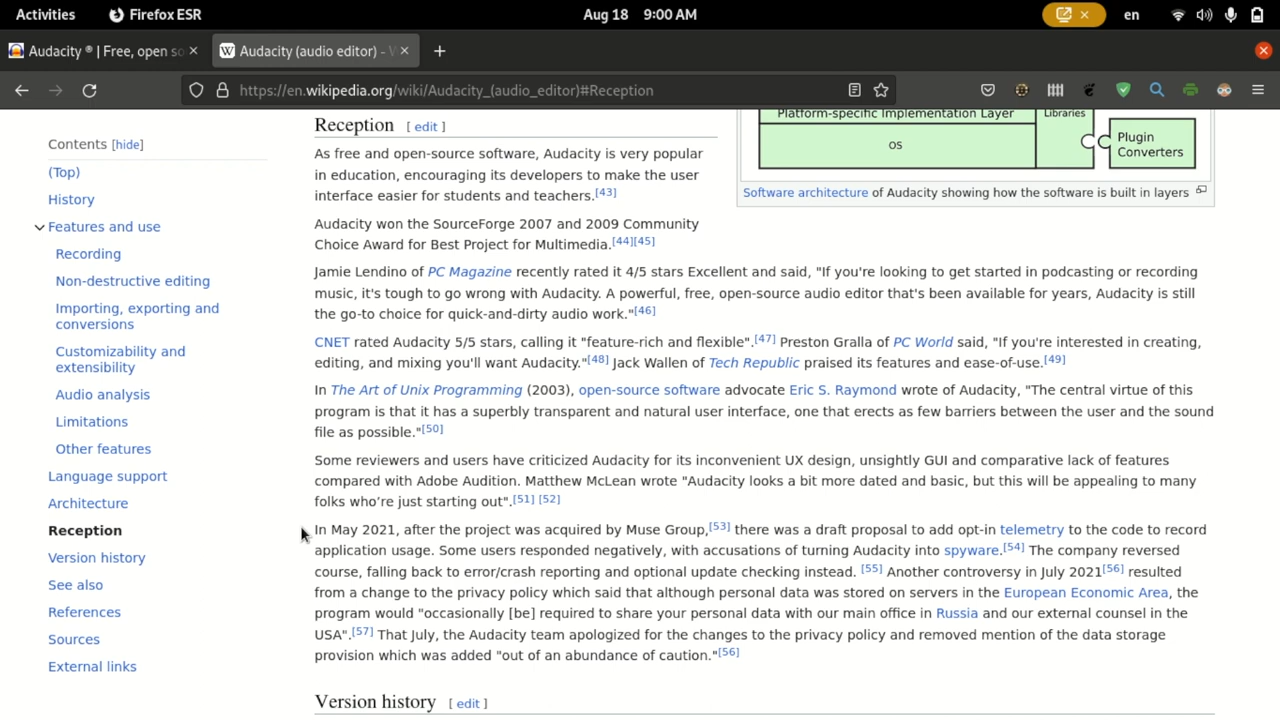 Activities Firefox ESR Aug 18 9:00 AM en
Audacity ® | Free, open so Audacity (audio editor) - W
https://en.wikipedia.org/wiki/Audacity_(audio_editor)#Reception
Contents [hide]
(Top)
History
Features and use
Recording
Non-destructive editing
Importing, exporting and
conversions
Customizability and
extensibility
Audio analysis
Limitations
Other features
Language support
Architecture
Reception
Version history
See also
References
Sources
External links
Platform-specific Implementation Layer
Libraries
OS
Plugin
Converters
Software architecture of Audacity showing how the software is built in layers
Reception [ edit ]
As free and open-source software, Audacity is very popular
in education, encouraging its developers to make the user
interface easier for students and teachers.[43]
Audacity won the SourceForge 2007 and 2009 Community
Choice Award for Best Project for Multimedia.[44][45]
Jamie Lendino of PC Magazine recently rated it 4/5 stars Excellent and said, "If you're looking to get started in podcasting or recording
music, it's tough to go wrong with Audacity. A powerful, free, open-source audio editor that's been available for years, Audacity is still
the go-to choice for quick-and-dirty audio work."[46]
CNET rated Audacity 5/5 stars, calling it "feature-rich and flexible".[47] Preston Gralla of PC World said, "If you're interested in creating,
editing, and mixing you'll want Audacity."[48] Jack Wallen of Tech Republic praised its features and ease-of-use.[49]
In The Art of Unix Programming (2003), open-source software advocate Eric S. Raymond wrote of Audacity, "The central virtue of this
program is that it has a superbly transparent and natural user interface, one that erects as few barriers between the user and the sound
file as possible."[50]
Some reviewers and users have criticized Audacity for its inconvenient UX design, unsightly GUI and comparative lack of features
compared with Adobe Audition. Matthew McLean wrote "Audacity looks a bit more dated and basic, but this will be appealing to many
folks who’re just starting out".[51] [52]
In May 2021, after the project was acquired by Muse Group,[53] there was a draft proposal to add opt-in telemetry to the code to record
application usage. Some users responded negatively, with accusations of turning Audacity into spyware.[54] The company reversed
course, falling back to error/crash reporting and optional update checking instead. [55] Another controversy in July 2021[56] resulted
from a change to the privacy policy which said that although personal data was stored on servers in the European Economic Area, the
program would "occasionally [be] required to share your personal data with our main office in Russia and our external counsel in the
USA".[57] That July, the Audacity team apologized for the changes to the privacy policy and removed mention of the data storage
provision which was added "out of an abundance of caution."[56]
Version history [ edit ]